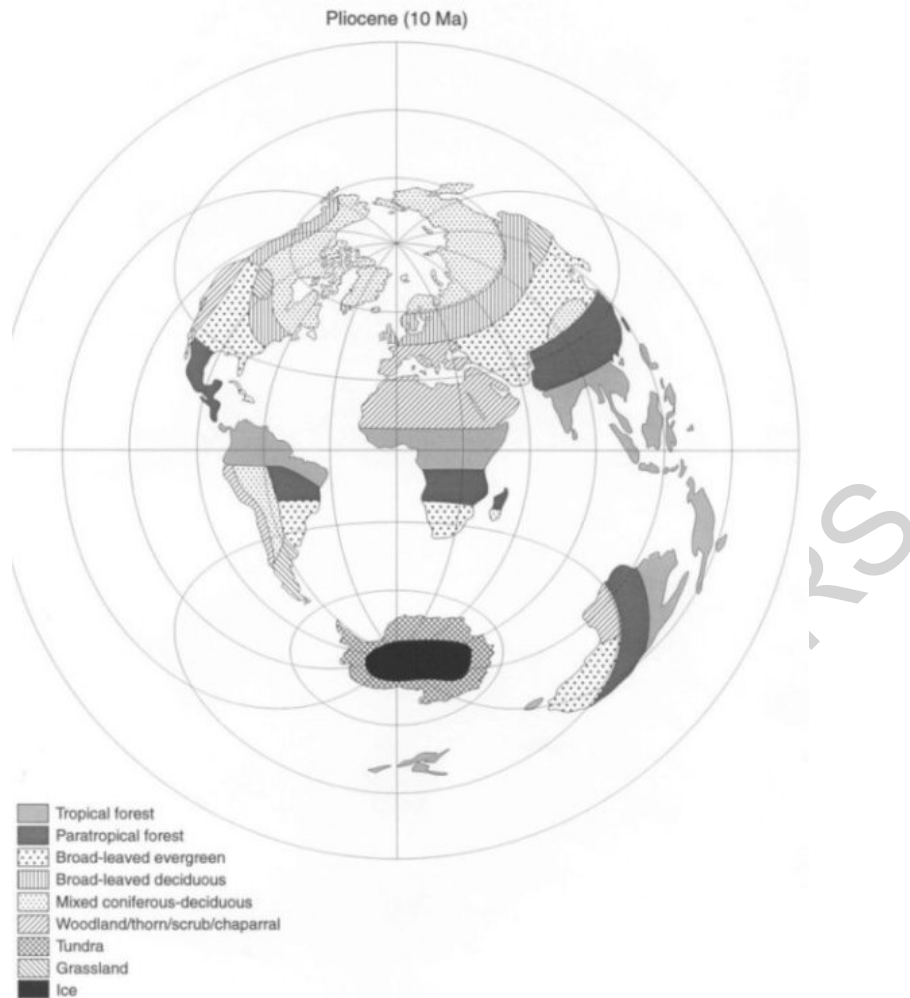 Pliocene (10 Ma)
RS
Tropical forest
Paratropical forest
Broad-leaved evergreen
Broad-leaved deciduous
Mixed coniferous-deciduous
Woodland/thorn/scrub/chaparral
Tundra
Grassland
Ice